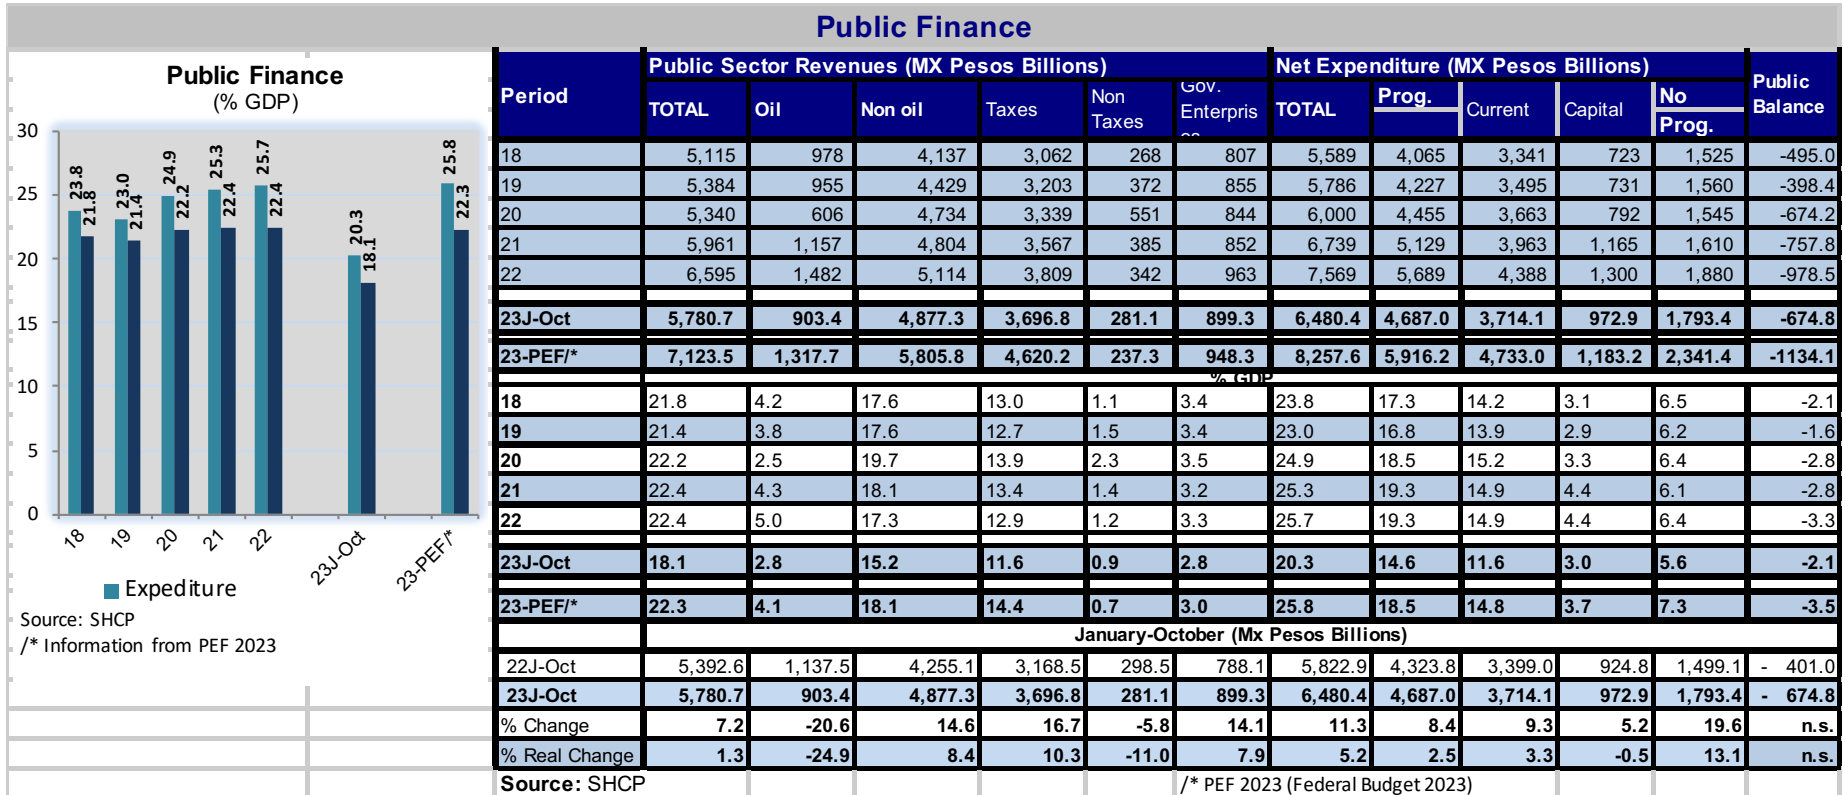 Public Finance
Public Finance
(% GDP)
30
25
20
15
10
5
0
23.8
21.8
23.0
21.4
24.9
22.2
25.3
22.4
25.7
22.4
20.3
18.1
25.8
22.3
18
19
20
21
22
23J-Oct
23-PEF/*
Expediture
Source: SHCP
/* Information from PEF 2023
Period Public Sector Revenues (MX Pesos Billions) Net Expenditure (MX Pesos Billions) Public Balance
TOTAL Oil Non oil Taxes Non Taxes Gov. Enterpris TOTAL Prog. Current Capital No Prog.
18 5,115 978 4,137 3,062 268 807 5,589 4,065 3,341 723 1,525 -495.0
19 5,384 955 4,429 3,203 372 855 5,786 4,227 3,495 731 1,560 -398.4
20 5,340 606 4,734 3,339 551 844 6,000 4,455 3,663 792 1,545 -674.2
21 5,961 1,157 4,804 3,567 385 852 6,739 5,129 3,963 1,165 1,610 -757.8
22 6,595 1,482 5,114 3,809 342 963 7,569 5,689 4,388 1,300 1,880 -978.5
23J-Oct 5,780.7 903.4 4,877.3 3,696.8 281.1 899.3 6,480.4 4,687.0 3,714.1 972.9 1,793.4 -674.8
23-PEF/* 7,123.5 1,317.7 5,805.8 4,620.2 237.3 948.3 8,257.6 5,916.2 4,733.0 1,183.2 2,341.4 -1134.1
% GDP
18 21.8 4.2 17.6 13.0 1.1 3.4 23.8 17.3 14.2 3.1 6.5 -2.1
19 21.4 3.8 17.6 12.7 1.5 3.4 23.0 16.8 13.9 2.9 6.2 -1.6
20 22.2 2.5 19.7 13.9 2.3 3.5 24.9 18.5 15.2 3.3 6.4 -2.8
21 22.4 4.3 18.1 13.4 1.4 3.2 25.3 19.3 14.9 4.4 6.1 -2.8
22 22.4 5.0 17.3 12.9 1.2 3.3 25.7 19.3 14.9 4.4 6.4 -3.3
23J-Oct 18.1 2.8 15.2 11.6 0.9 2.8 20.3 14.6 11.6 3.0 5.6 -2.1
23-PEF/* 22.3 4.1 18.1 14.4 0.7 3.0 25.8 18.5 14.8 3.7 7.3 -3.5
January-October (Mx Pesos Billions)
22J-Oct 5,392.6 1,137.5 4,255.1 3,168.5 298.5 788.1 5,822.9 4,323.8 3,399.0 924.8 1,499.1 - 401.0
23J-Oct 5,780.7 903.4 4,877.3 3,696.8 281.1 899.3 6,480.4 4,687.0 3,714.1 972.9 1,793.4 - 674.8
% Change 7.2 -20.6 14.6 16.7 -5.8 14.1 11.3 8.4 9.3 5.2 19.6 n.s.
% Real Change 1.3 -24.9 8.4 10.3 -11.0 7.9 5.2 2.5 3.3 -0.5 13.1 n.s.
Source: SHCP /* PEF 2023 (Federal Budget 2023)